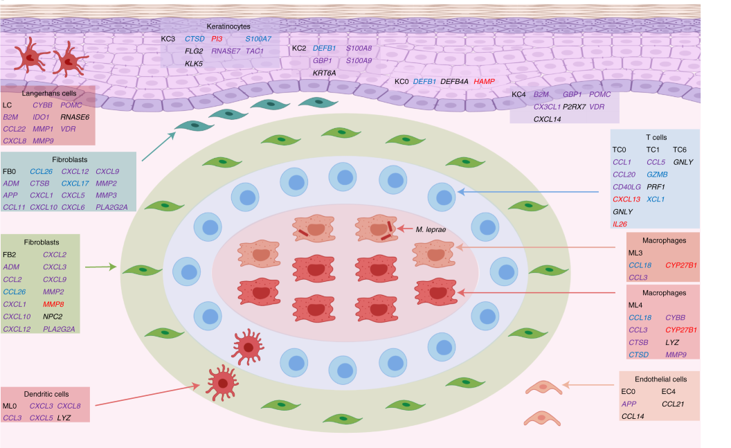 Keratinocytes
KC3 CTSD PI3 S100A7
FLG2 RNASE7 TAC1
KLK5
KC2 DEFB1 S100A8
GBP1 S100A9
KRT6A
KC0 DEFB1 DEFB4A HAMP
KC4 B2M GBP1 POMC
CX3CL1 P2RX7 VDR
CXCL14
Langerhans cells
LC CYBB POMC
B2M IDO1 RNASE6
CCL22 MMP1 VDR
CXCL8 MMP9
Fibroblasts
FB0 CCL26 CXCL12 CXCL9
ADM CTSB CXCL17 MMP2
APP CXCL1 CXCL5 MMP3
CCL11 CXCL10 CXCL6 PLA2G2A
T cells
TC0 TC1 TC6
CCL1 CCL5 GNLY
CCL20 GZMB
CD40LG PRF1
CXCL13 XCL1
GNLY
IL26
M. leprae
Fibroblasts
FB2 CXCL2
ADM CXCL3
CCL2 CXCL9
CCL26 MMP2
CXCL1 MMP8
CXCL10 NPC2
CXCL12 PLA2G2A
Macrophages
ML3
CCL18 CYP27B1
CCL3
Macrophages
ML4
CCL18 CYBB
CCL3 CYP27B1
CTSB LYZ
CTSD MMP9
Dendritic cells
ML0 CXCL3 CXCL8
CCL3 CXCL5 LYZ
Endothelial cells
EC0 EC4
APP CCL21
CCL14